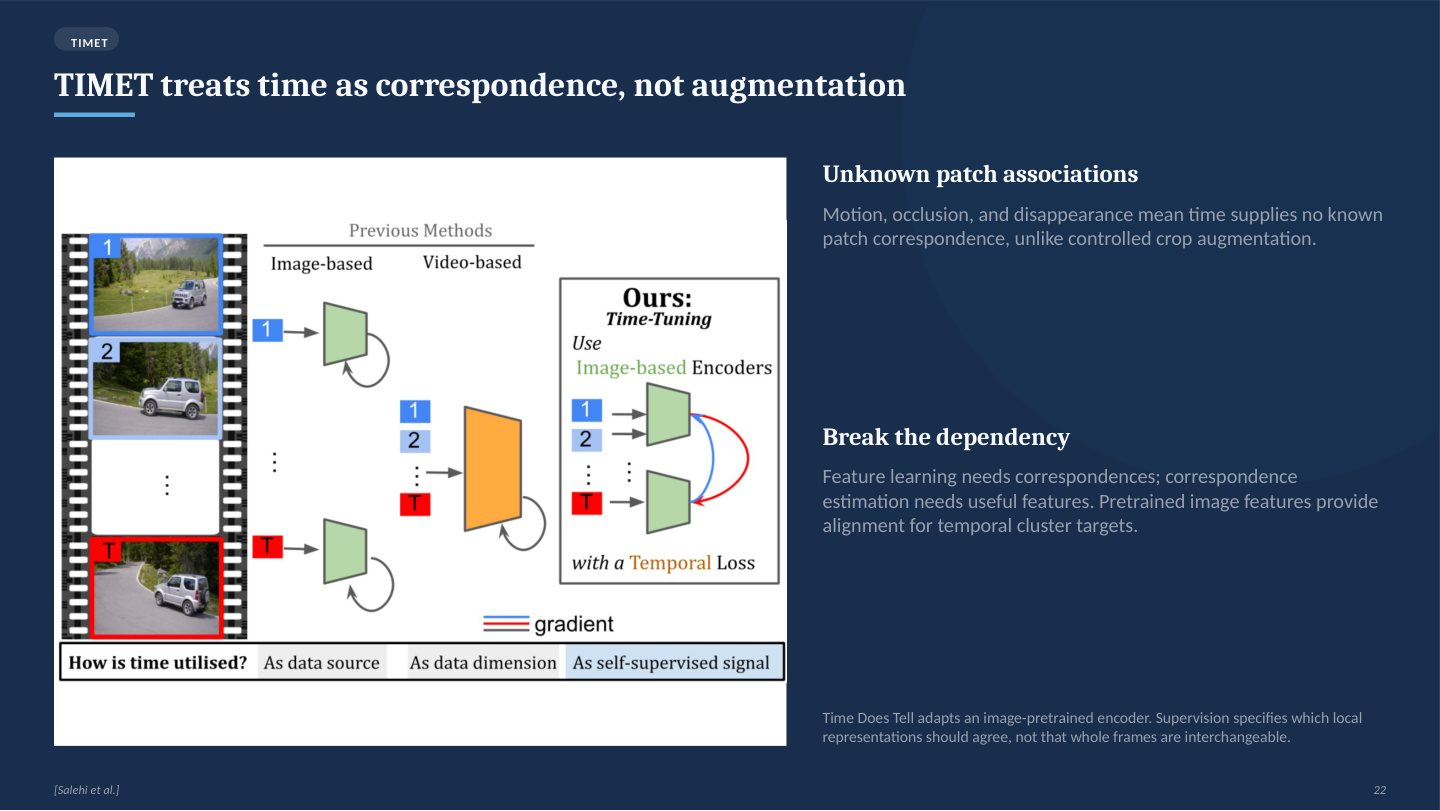 TIMET
TIMET treats time as correspondence, not augmentation
Previous Methods
Image-based
Video-based
1
2
⋮
T
1
⋮
T
1
2
⋮
T
Ours:
Time-Tuning
Use
Image-based Encoders
1
2
⋮
⋮
T
with a Temporal Loss
gradient
How is time utilised?
As data source
As data dimension
As self-supervised signal
Unknown patch associations
Motion, occlusion, and disappearance mean time supplies no known
patch correspondence, unlike controlled crop augmentation.
Break the dependency
Feature learning needs correspondences; correspondence
estimation needs useful features. Pretrained image features provide
alignment for temporal cluster targets.
Time Does Tell adapts an image-pretrained encoder. Supervision specifies which local
representations should agree, not that whole frames are interchangeable.
[Salehi et al.]
22